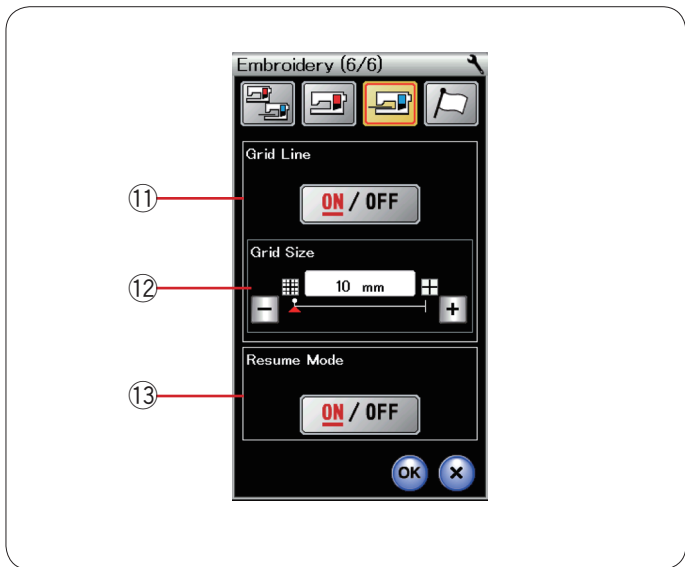 Embroidery (6/6)
Grid Line
⑪
ON / OFF
Grid Size
⑫
10 mm
− +
Resume Mode
⑬
ON / OFF
OK ×